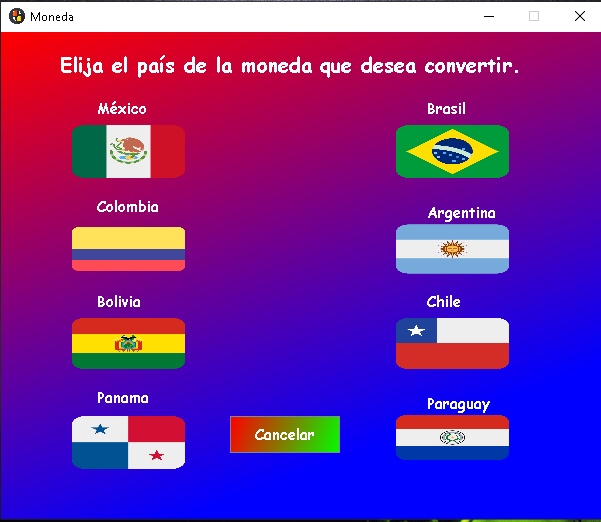 Moneda
Elija el país de la moneda que desea convertir.
México
Brasil
Colombia
Argentina
Bolivia
Chile
Panama
Paraguay
Cancelar